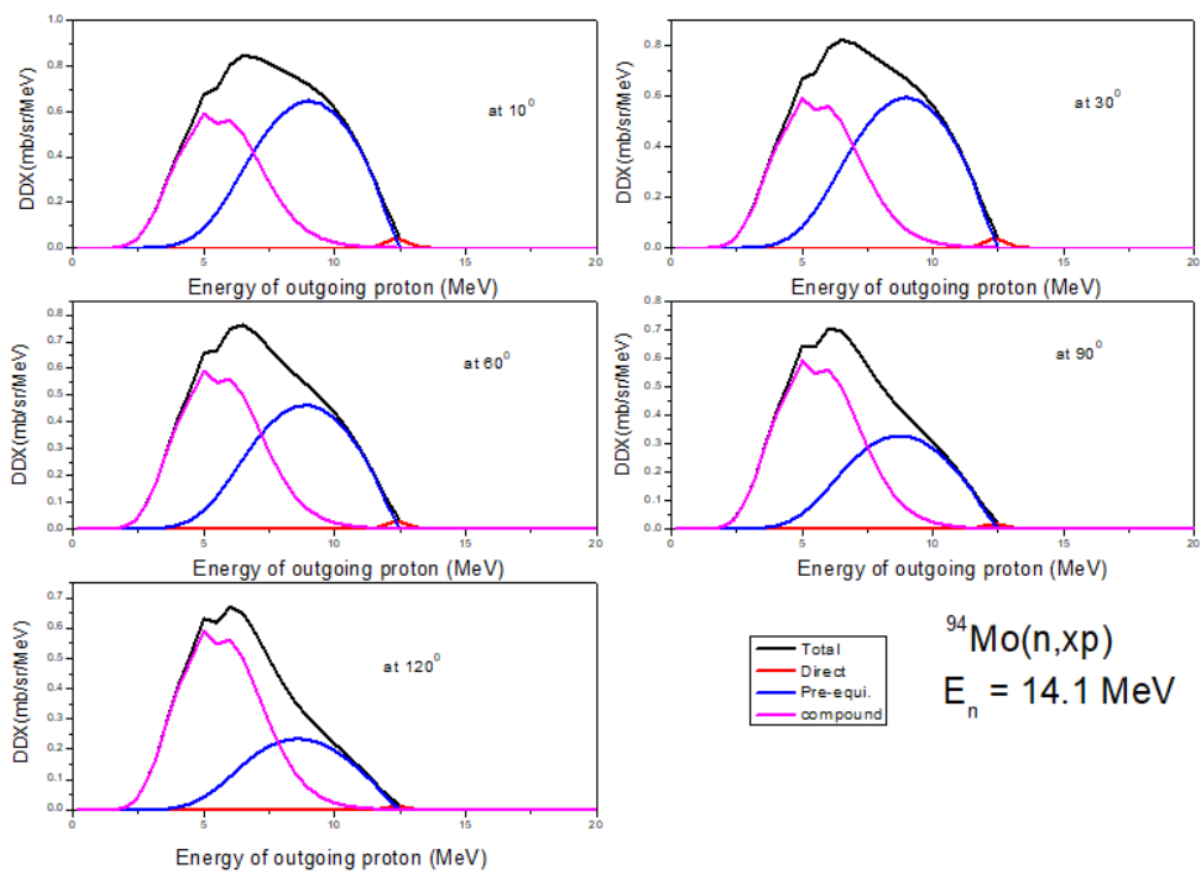 1.0
0.8
0.6
0.4
0.2
0.0
DDX(mb/sr/MeV)
at 10⁰
0 5 10 15 20
Energy of outgoing proton (MeV)
0.8
0.6
0.4
0.2
0.0
DDX(mb/sr/MeV)
at 30⁰
0 5 10 15 20
Energy of outgoing proton (MeV)
0.8
0.7
0.6
0.5
0.4
0.3
0.2
0.1
0.0
DDX(mb/sr/MeV)
at 60⁰
0 5 10 15 20
Energy of outgoing proton (MeV)
0.8
0.7
0.6
0.5
0.4
0.3
0.2
0.1
0.0
DDX(mb/sr/MeV)
at 90⁰
0 5 10 15 20
Energy of outgoing proton (MeV)
0.7
0.6
0.5
0.4
0.3
0.2
0.1
0.0
DDX(mb/sr/MeV)
at 120⁰
0 5 10 15 20
Energy of outgoing proton (MeV)
Total
Direct
Pre-equi.
compound
⁹⁴Mo(n,xp)
Eₙ = 14.1 MeV